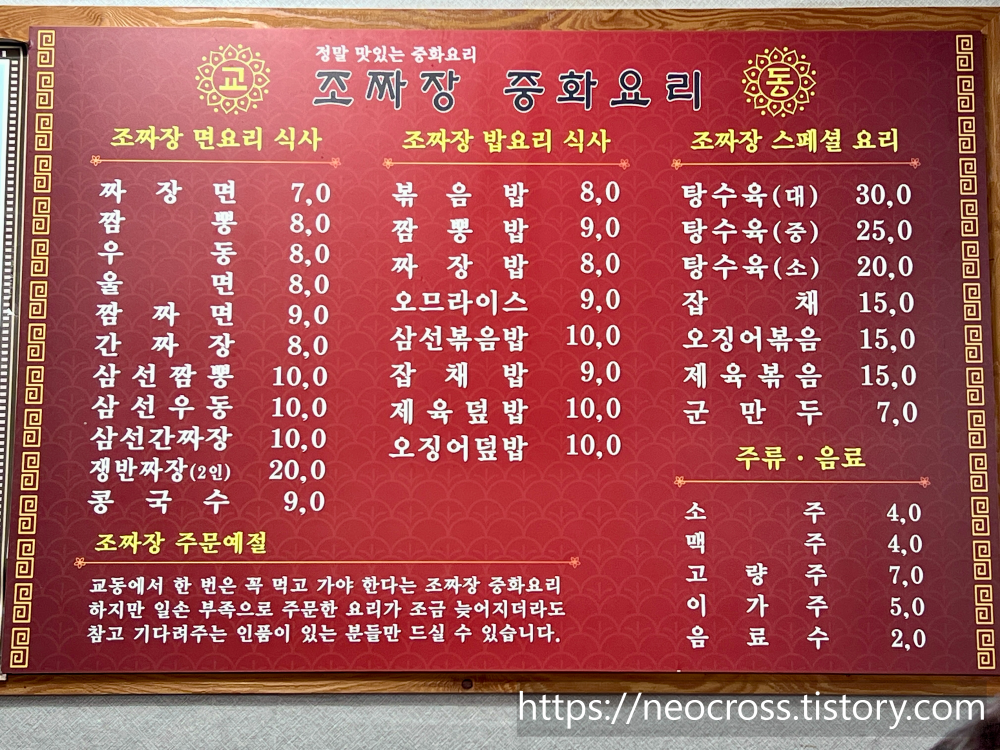 정말 맛있는 중화요리
교 조짜장 중화요리 동
조짜장 면요리 식사
짜장면 7,0
짬뽕 8,0
우동 8,0
울면 8,0
짬짜면 9,0
간짜장 8,0
삼선짬뽕 10,0
삼선우동 10,0
삼선간짜장 10,0
쟁반짜장(2인) 20,0
콩국수 9,0
조짜장 밥요리 식사
볶음밥 8,0
짬뽕밥 9,0
짜장밥 8,0
오므라이스 9,0
삼선볶음밥 10,0
잡채밥 9,0
제육덮밥 10,0
오징어덮밥 10,0
조짜장 스페셜 요리
탕수육(대) 30,0
탕수육(중) 25,0
탕수육(소) 20,0
잡채 15,0
오징어볶음 15,0
제육볶음 15,0
군만두 7,0
주류·음료
소주 4,0
맥주 4,0
고량주 7,0
이가주 5,0
음료수 2,0
조짜장 주문예절
교동에서 한 번은 꼭 먹고 가야 한다는 조짜장 중화요리
하지만 일손 부족으로 주문한 요리가 조금 늦어지더라도
참고 기다려주는 인품이 있는 분들만 드실 수 있습니다.
https://neocross.tistory.com